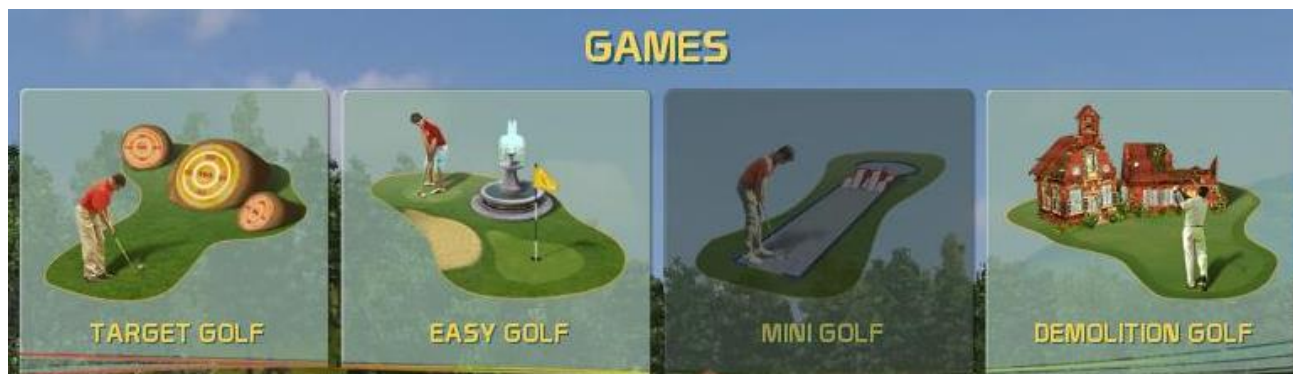 GAMES
TARGET GOLF
EASY GOLF
MINI GOLF
DEMOLITION GOLF